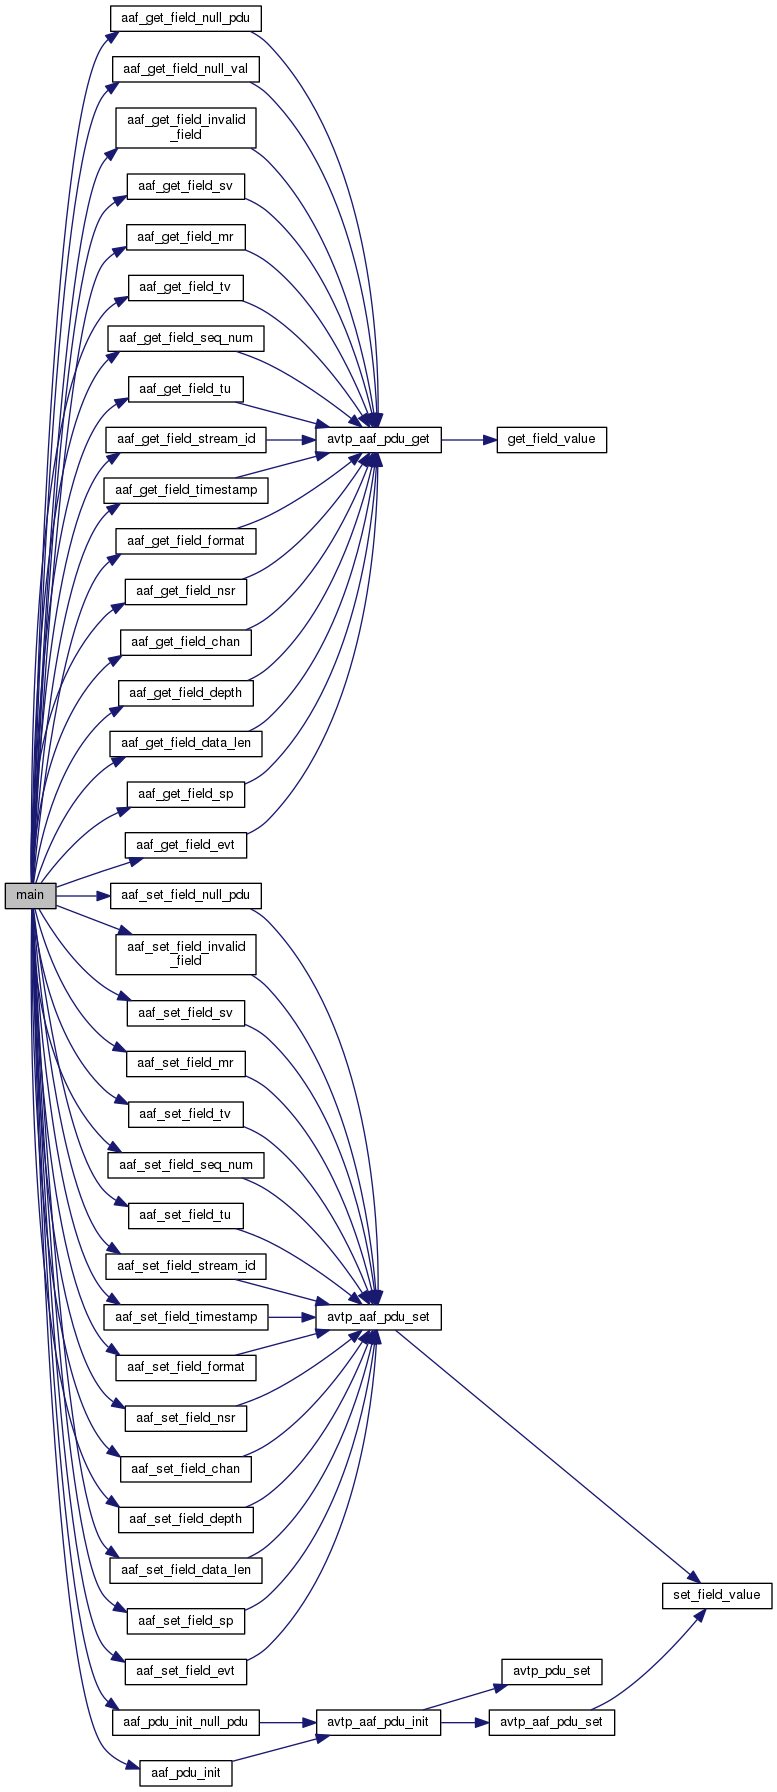 aaf_get_field_null_pdu
aaf_get_field_null_val
aaf_get_field_invalid
_field
aaf_get_field_sv
aaf_get_field_mr
aaf_get_field_tv
aaf_get_field_seq_num
aaf_get_field_tu
aaf_get_field_stream_id
avtp_aaf_pdu_get
get_field_value
aaf_get_field_timestamp
aaf_get_field_format
aaf_get_field_nsr
aaf_get_field_chan
aaf_get_field_depth
aaf_get_field_data_len
aaf_get_field_sp
aaf_get_field_evt
main
aaf_set_field_null_pdu
aaf_set_field_invalid
_field
aaf_set_field_sv
aaf_set_field_mr
aaf_set_field_tv
aaf_set_field_seq_num
aaf_set_field_tu
aaf_set_field_stream_id
aaf_set_field_timestamp
avtp_aaf_pdu_set
aaf_set_field_format
aaf_set_field_nsr
aaf_set_field_chan
aaf_set_field_depth
aaf_set_field_data_len
set_field_value
aaf_set_field_sp
aaf_set_field_evt
avtp_pdu_set
aaf_pdu_init_null_pdu
avtp_aaf_pdu_init
avtp_aaf_pdu_set
aaf_pdu_init